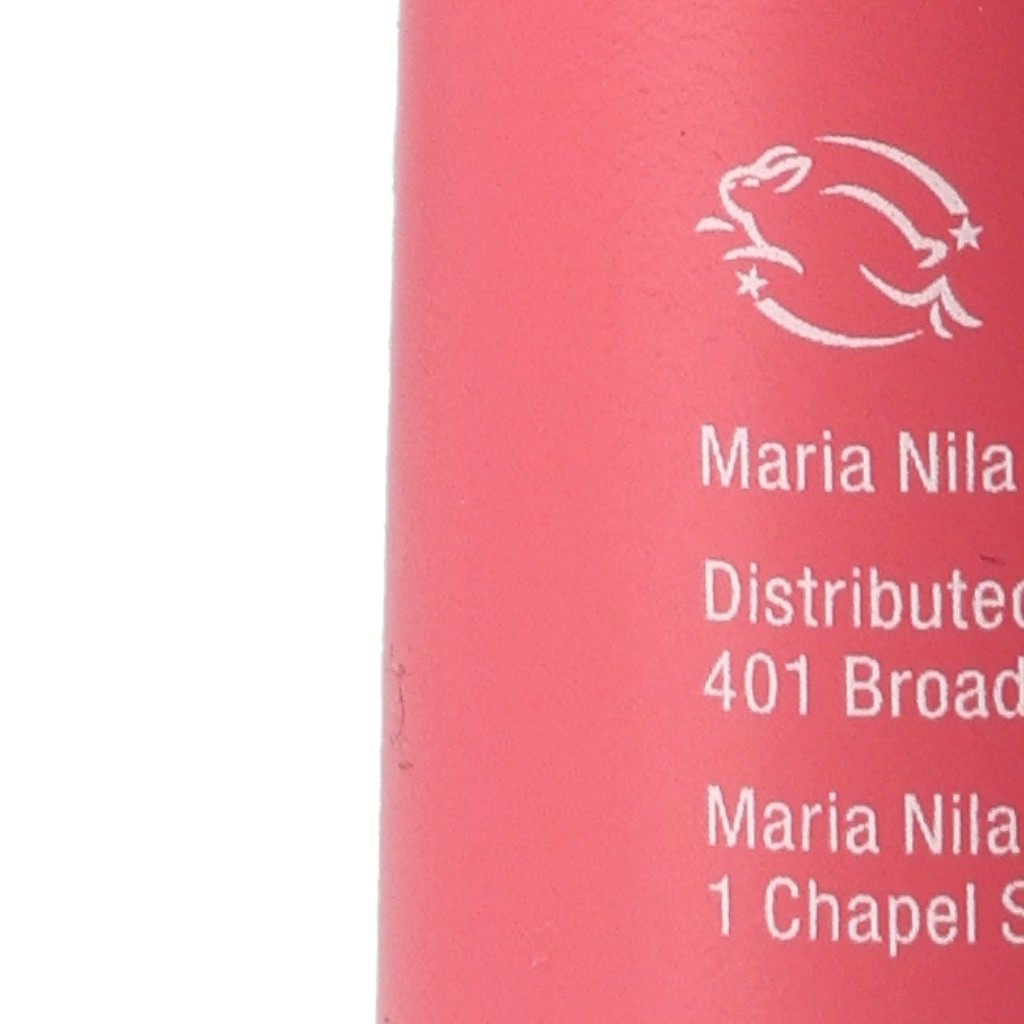 Maria Nila
Distributed
401 Broad
Maria Nila
1 Chapel S